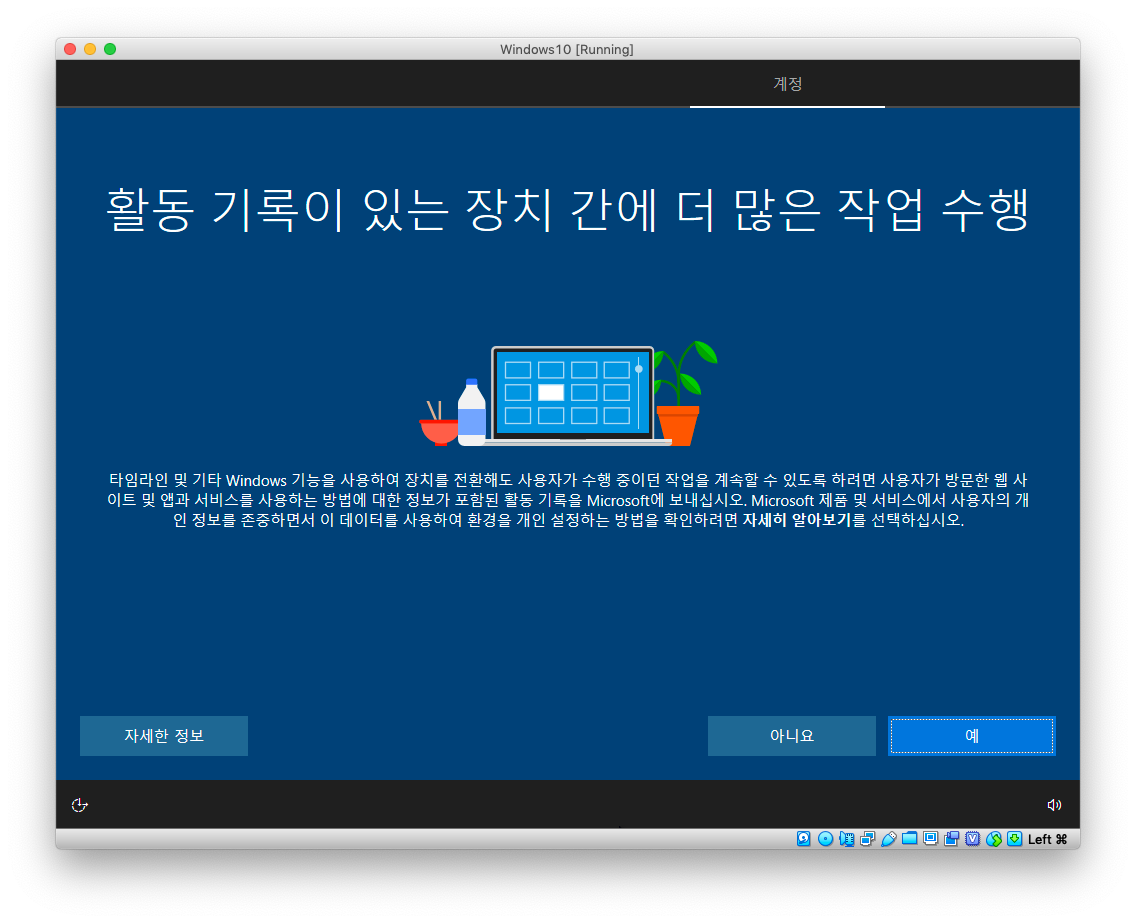 Windows10 [Running]
계정
활동 기록이 있는 장치 간에 더 많은 작업 수행
타임라인 및 기타 Windows 기능을 사용하여 장치를 전환해도 사용자가 수행 중이던 작업을 계속할 수 있도록 하려면 사용자가 방문한 웹 사
이트 및 앱과 서비스를 사용하는 방법에 대한 정보가 포함된 활동 기록을 Microsoft에 보내십시오. Microsoft 제품 및 서비스에서 사용자의 개
인 정보를 존중하면서 이 데이터를 사용하여 환경을 개인 설정하는 방법을 확인하려면 자세히 알아보기를 선택하십시오.
자세한 정보
아니요
예
Left ⌘